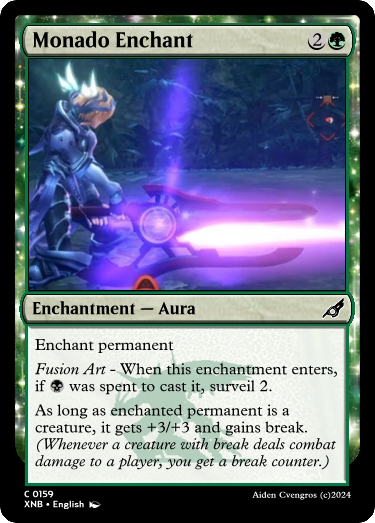 Monado Enchant 2
Enchantment — Aura
Enchant permanent
Fusion Art - When this enchantment enters,
if was spent to cast it, surveil 2.
As long as enchanted permanent is a
creature, it gets +3/+3 and gains break.
(Whenever a creature with break deals combat
damage to a player, you get a break counter.)
C 0159
XNB • English
Aiden Cvengros (c)2024